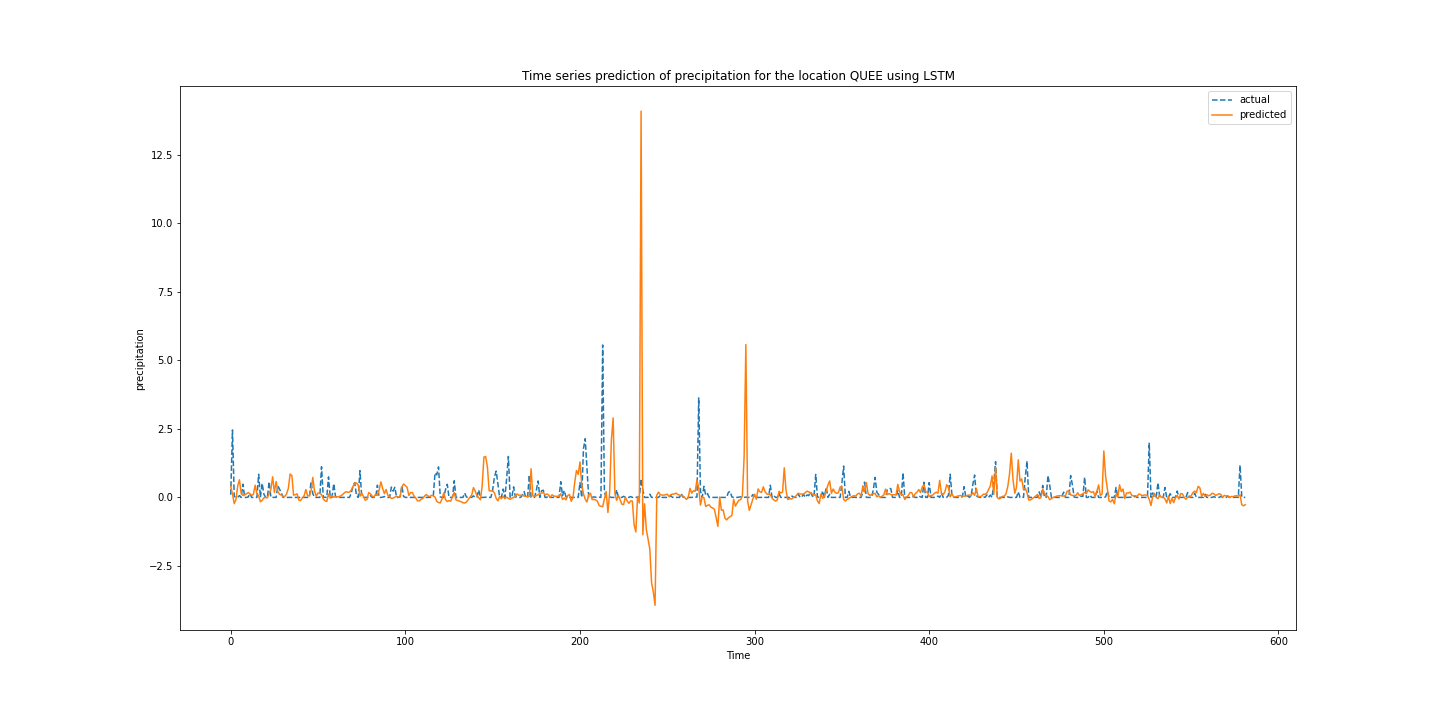 Time series prediction of precipitation for the location QUEE using LSTM
actual
predicted
12.5
10.0
7.5
5.0
2.5
0.0
−2.5
precipitation
0 100 200 300 400 500 600
Time